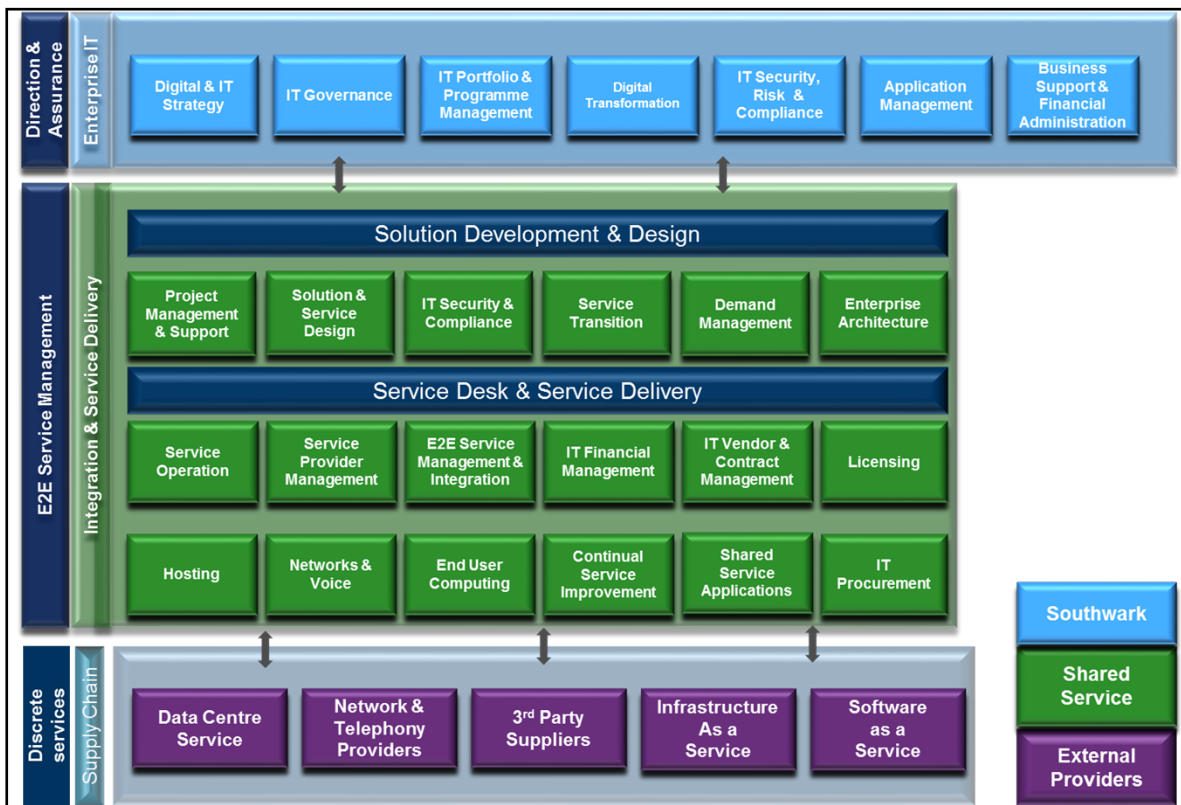 Direction &
Assurance
Enterprise IT
Digital & IT
Strategy
IT Governance
IT Portfolio &
Programme
Management
Digital
Transformation
IT Security,
Risk & 
Compliance
Application
Management
Business
Support &
Financial
Administration
E2E Service Management
Integration & Service Delivery
Solution Development & Design
Project
Management
& Support
Solution &
Service
Design
IT Security &
Compliance
Service
Transition
Demand
Management
Enterprise
Architecture
Service Desk & Service Delivery
Service
Operation
Service
Provider
Management
E2E Service
Management &
Integration
IT Financial
Management
IT Vendor &
Contract
Management
Licensing
Hosting
Networks &
Voice
End User
Computing
Continual
Service
Improvement
Shared
Service
Applications
IT
Procurement
Discrete
services
Supply Chain
Data Centre
Service
Network &
Telephony
Providers
3rd Party
Suppliers
Infrastructure
As a
Service
Software
as a
Service
Southwark
Shared
Service
External
Providers